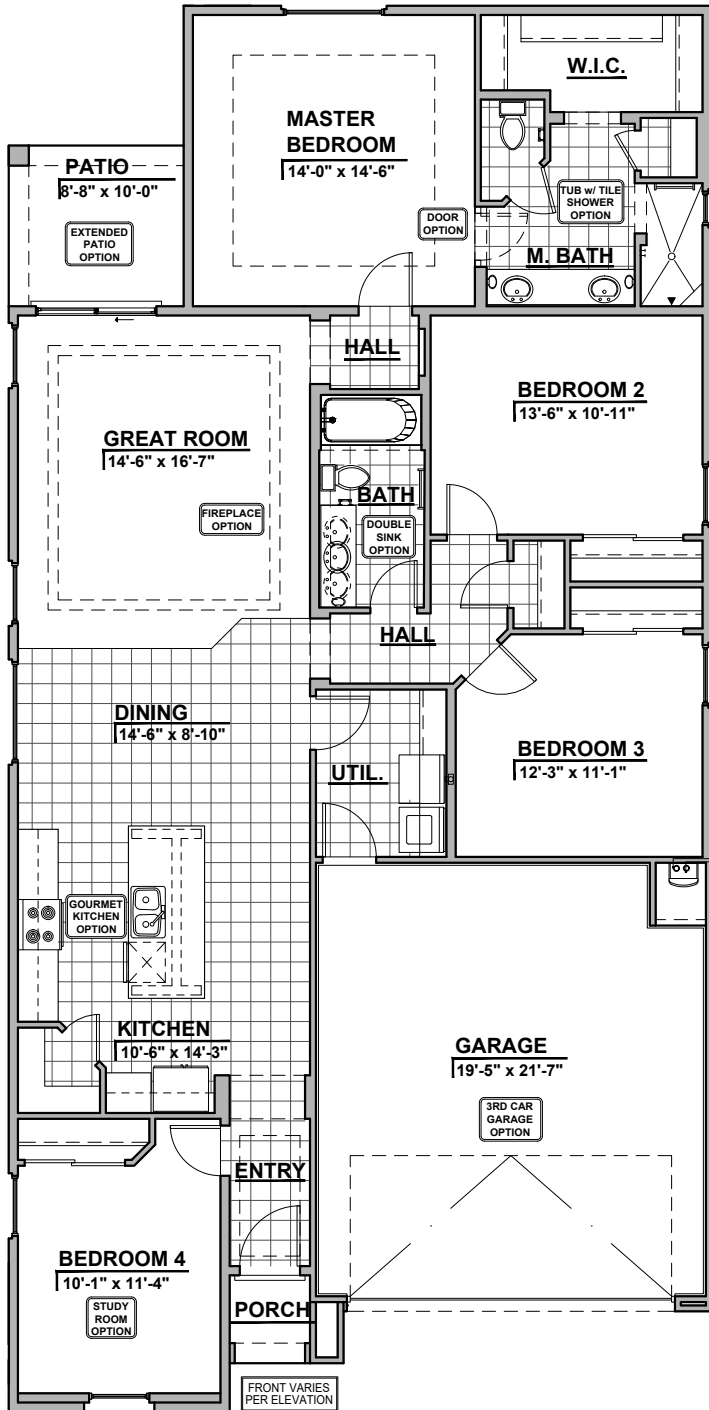 W.I.C.
MASTER
BEDROOM
14'-0" x 14'-6"
PATIO
8'-8" x 10'-0"
EXTENDED
PATIO
OPTION
DOOR
OPTION
TUB w/ TILE
SHOWER
OPTION
M. BATH
HALL
BEDROOM 2
13'-6" x 10'-11"
GREAT ROOM
14'-6" x 16'-7"
FIREPLACE
OPTION
BATH
DOUBLE
SINK
OPTION
HALL
DINING
14'-6" x 8'-10"
UTIL.
BEDROOM 3
12'-3" x 11'-1"
GOURMET
KITCHEN
OPTION
KITCHEN
10'-6" x 14'-3"
GARAGE
19'-5" x 21'-7"
3RD CAR
GARAGE
OPTION
ENTRY
BEDROOM 4
10'-1" x 11'-4"
STUDY
ROOM
OPTION
PORCH
FRONT VARIES
PER ELEVATION